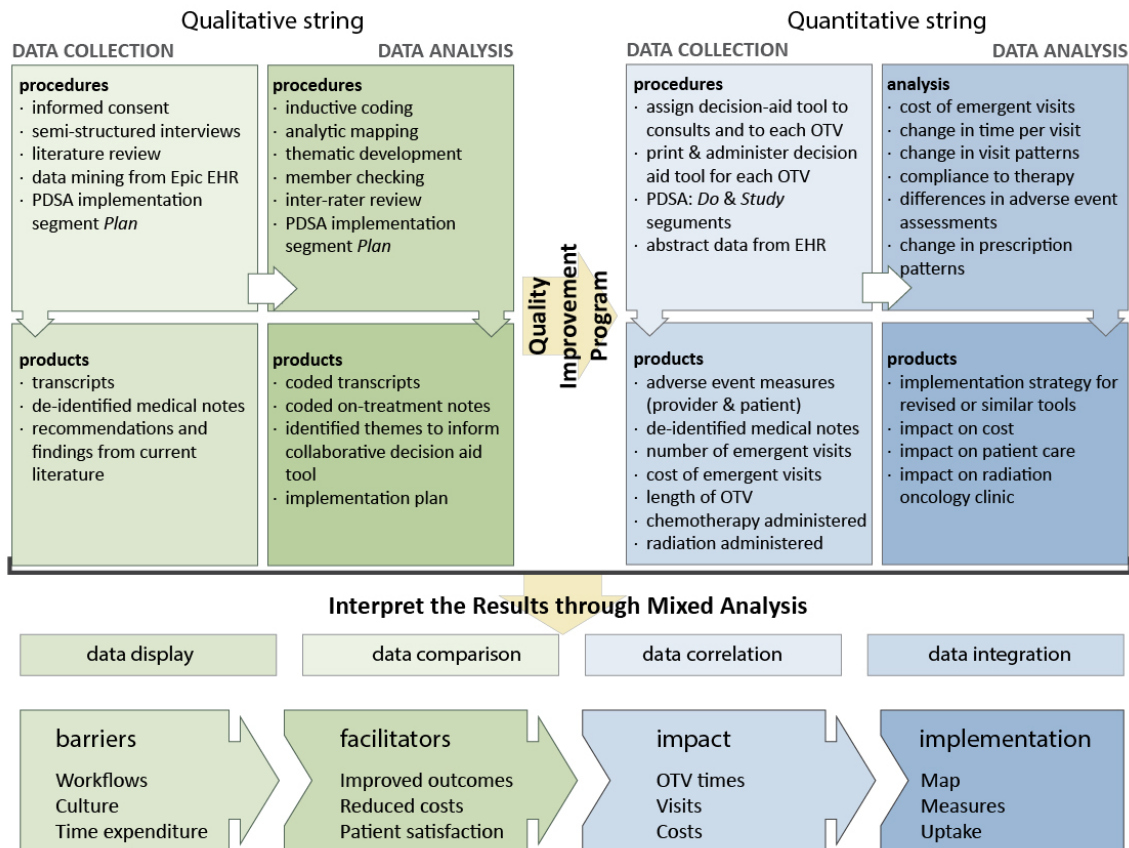 Qualitative string
DATA COLLECTION
DATA ANALYSIS
procedures
· informed consent
· semi-structured interviews
· literature review
· data mining from Epic EHR
· PDSA implementation
segment Plan
procedures
· inductive coding
· analytic mapping
· thematic development
· member checking
· inter-rater review
· PDSA implementation
segment Plan
products
· transcripts
· de-identified medical notes
· recommendations and
findings from current
literature
products
· coded transcripts
· coded on-treatment notes
· identified themes to inform
collaborative decision aid
tool
· implementation plan
Quality
Improvement
Program
Quantitative string
DATA COLLECTION
DATA ANALYSIS
procedures
· assign decision-aid tool to
consults and to each OTV
· print & administer decision
aid tool for each OTV
· PDSA: Do & Study
seguments
· abstract data from EHR
analysis
· cost of emergent visits
· change in time per visit
· change in visit patterns
· compliance to therapy
· differences in adverse event
assessments
· change in prescription
patterns
products
· adverse event measures
(provider & patient)
· de-identified medical notes
· number of emergent visits
· cost of emergent visits
· length of OTV
· chemotherapy administered
· radiation administered
products
· implementation strategy for
revised or similar tools
· impact on cost
· impact on patient care
· impact on radiation
oncology clinic
Interpret the Results through Mixed Analysis
data display
data comparison
data correlation
data integration
barriers
Workflows
Culture
Time expenditure
facilitators
Improved outcomes
Reduced costs
Patient satisfaction
impact
OTV times
Visits
Costs
implementation
Map
Measures
Uptake